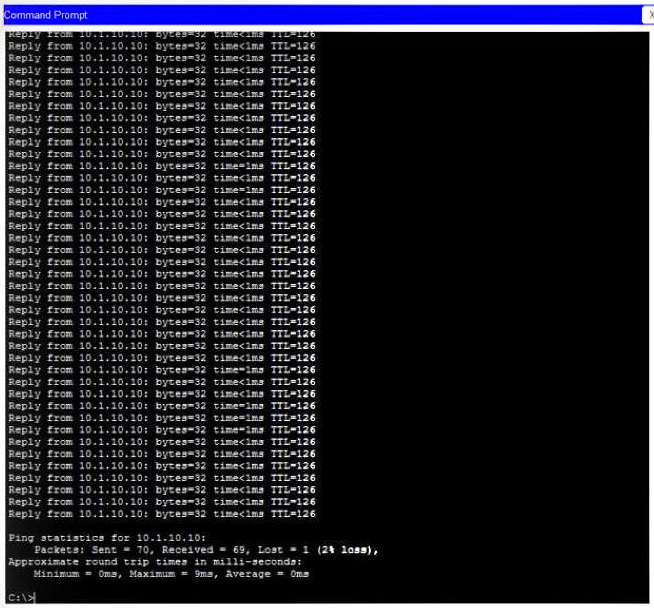 Command Prompt X
Reply from 10.1.10.10: bytes=32 time<1ms TTL=126
Reply from 10.1.10.10: bytes=32 time<1ms TTL=126
Reply from 10.1.10.10: bytes=32 time<1ms TTL=126
Reply from 10.1.10.10: bytes=32 time<1ms TTL=126
Reply from 10.1.10.10: bytes=32 time<1ms TTL=126
Reply from 10.1.10.10: bytes=32 time<1ms TTL=126
Reply from 10.1.10.10: bytes=32 time<1ms TTL=126
Reply from 10.1.10.10: bytes=32 time<1ms TTL=126
Reply from 10.1.10.10: bytes=32 time<1ms TTL=126
Reply from 10.1.10.10: bytes=32 time<1ms TTL=126
Reply from 10.1.10.10: bytes=32 time<1ms TTL=126
Reply from 10.1.10.10: bytes=32 time=1ms TTL=126
Reply from 10.1.10.10: bytes=32 time<1ms TTL=126
Reply from 10.1.10.10: bytes=32 time=1ms TTL=126
Reply from 10.1.10.10: bytes=32 time<1ms TTL=126
Reply from 10.1.10.10: bytes=32 time<1ms TTL=126
Reply from 10.1.10.10: bytes=32 time<1ms TTL=126
Reply from 10.1.10.10: bytes=32 time<1ms TTL=126
Reply from 10.1.10.10: bytes=32 time<1ms TTL=126
Reply from 10.1.10.10: bytes=32 time<1ms TTL=126
Reply from 10.1.10.10: bytes=32 time<1ms TTL=126
Reply from 10.1.10.10: bytes=32 time<1ms TTL=126
Reply from 10.1.10.10: bytes=32 time<1ms TTL=126
Reply from 10.1.10.10: bytes=32 time<1ms TTL=126
Reply from 10.1.10.10: bytes=32 time<1ms TTL=126
Reply from 10.1.10.10: bytes=32 time<1ms TTL=126
Reply from 10.1.10.10: bytes=32 time<1ms TTL=126
Reply from 10.1.10.10: bytes=32 time<1ms TTL=126
Reply from 10.1.10.10: bytes=32 time=1ms TTL=126
Reply from 10.1.10.10: bytes=32 time<1ms TTL=126
Reply from 10.1.10.10: bytes=32 time<1ms TTL=126
Reply from 10.1.10.10: bytes=32 time=1ms TTL=126
Reply from 10.1.10.10: bytes=32 time=1ms TTL=126
Reply from 10.1.10.10: bytes=32 time=1ms TTL=126
Reply from 10.1.10.10: bytes=32 time<1ms TTL=126
Reply from 10.1.10.10: bytes=32 time<1ms TTL=126
Reply from 10.1.10.10: bytes=32 time<1ms TTL=126
Reply from 10.1.10.10: bytes=32 time<1ms TTL=126
Reply from 10.1.10.10: bytes=32 time<1ms TTL=126
Reply from 10.1.10.10: bytes=32 time<1ms TTL=126
Reply from 10.1.10.10: bytes=32 time<1ms TTL=126
Ping statistics for 10.1.10.10:
Packets: Sent = 70, Received = 69, Lost = 1 (2% loss),
Approximate round trip times in milli-seconds:
Minimum = 0ms, Maximum = 9ms, Average = 0ms
C:\>